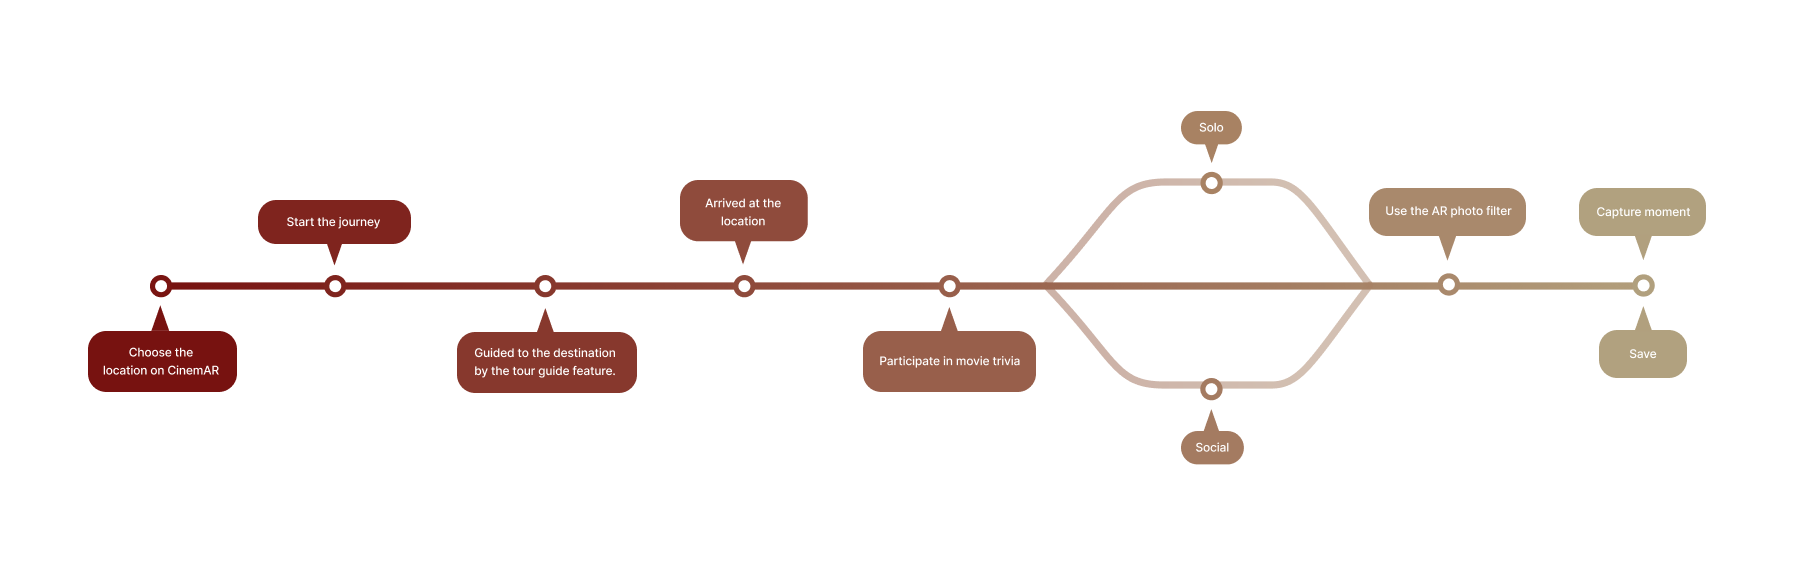 Choose the
location on CinemAR
Start the journey
Guided to the destination
by the tour guide feature.
Arrived at the
location
Participate in movie trivia
Solo
Social
Use the AR photo filter
Capture moment
Save